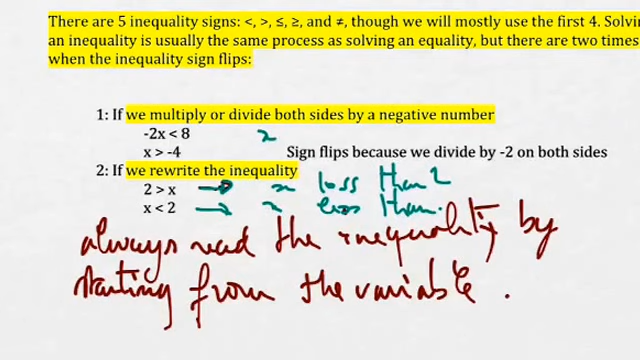 There are 5 inequality signs: <, >, ≤, ≥, and ≠, though we will mostly use the first 4. Solvin
an inequality is usually the same process as solving an equality, but there are two times
when the inequality sign flips:
1: If we multiply or divide both sides by a negative number
-2x < 8 x
x > -4 Sign flips because we divide by -2 on both sides
2: If we rewrite the inequality
2 > x → x less than 2
x < 2 → x less than.
always read the inequality by
starting from the variable.